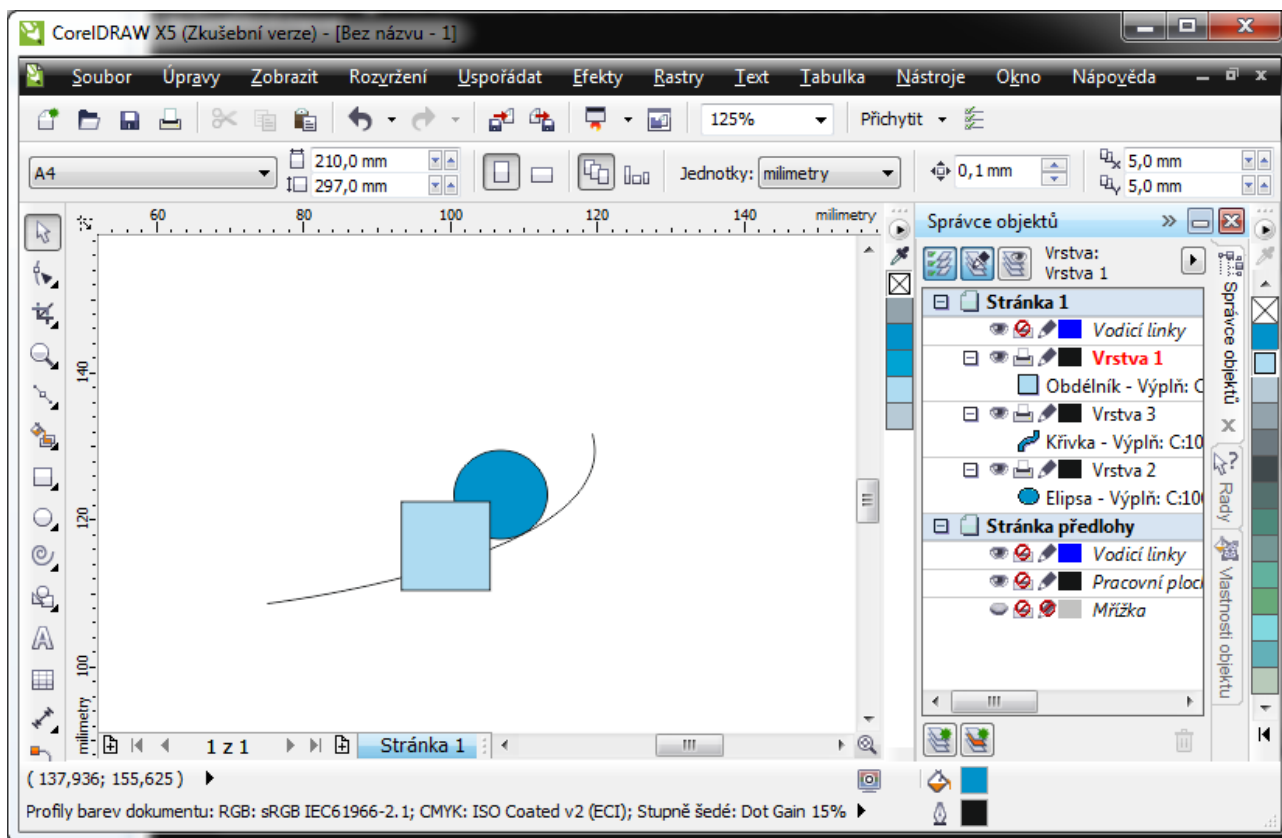 CorelDRAW X5 (Zkušební verze) - [Bez názvu - 1]
Soubor Úpravy Zobrazit Rozvržení Uspořádat Efekty Rastry Text Tabulka Nástroje Okno Nápověda
125% Přichytit
A4 210,0 mm 297,0 mm Jednotky: milimetry 0,1 mm 5,0 mm 5,0 mm
60 80 100 120 140 milimetry
Správce objektů
Vrstva:
Vrstva 1
Stránka 1
Vodicí linky
Vrstva 1
Obdélník - Výplň: C
Vrstva 3
Křivka - Výplň: C:10
Vrstva 2
Elipsa - Výplň: C:100
Stránka předlohy
Vodicí linky
Pracovní ploch
Mřížka
Správce objektů
Rady
Vlastnosti objektu
140
120
100
milimetry
1 z 1 Stránka 1
( 137,936; 155,625 )
Profily barev dokumentu: RGB: sRGB IEC61966-2.1; CMYK: ISO Coated v2 (ECI); Stupně šedé: Dot Gain 15%